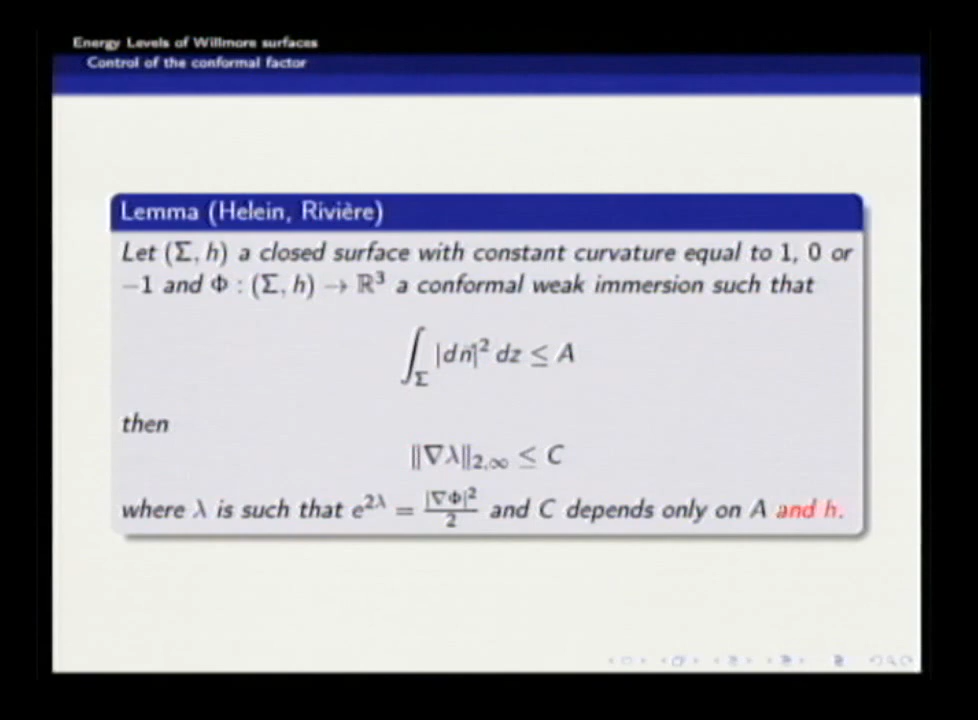 Energy Levels of Willmore surfaces
Control of the conformal factor
Lemma (Helein, Rivière)
Let (Σ, h) a closed surface with constant curvature equal to 1, 0 or
−1 and Φ : (Σ, h) → ℝ³ a conformal weak immersion such that
∫_Σ |dn⃗|² dz ≤ A
then
‖∇λ‖₂,∞ ≤ C
where λ is such that e^{2λ} = |∇Φ|²/2 and C depends only on A and h.